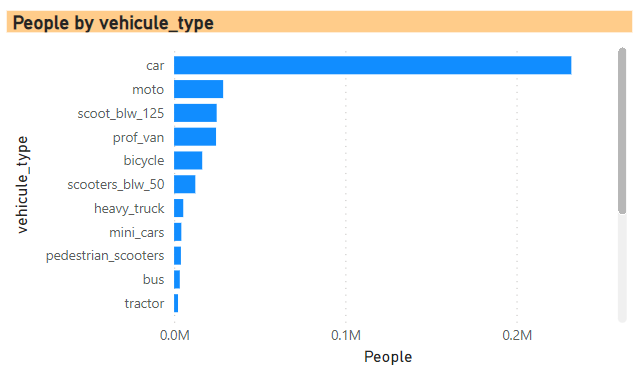 People by vehicule_type
vehicule_type
car
moto
scoot_blw_125
prof_van
bicycle
scooters_blw_50
heavy_truck
mini_cars
pedestrian_scooters
bus
tractor
0.0M 0.1M 0.2M
People